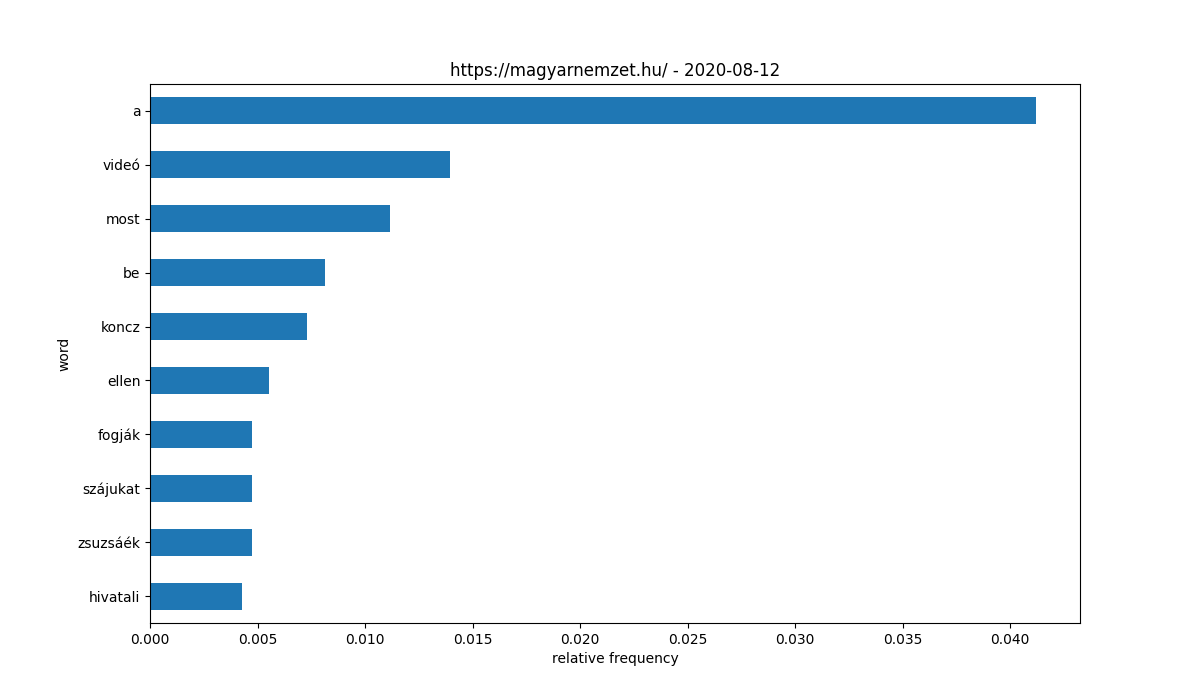 https://magyarnemzet.hu/ - 2020-08-12
a
videó
most
be
koncz
ellen
fogják
szájukat
zsuzsáék
hivatali
word
0.000 0.005 0.010 0.015 0.020 0.025 0.030 0.035 0.040
relative frequency